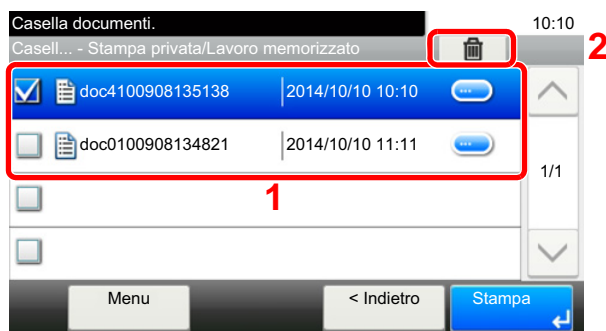 Casella documenti.
10:10
Casell... - Stampa privata/Lavoro memorizzato
2
doc4100908135138 2014/10/10 10:10
doc0100908134821 2014/10/10 11:11
1/1
1
Menu
< Indietro
Stampa